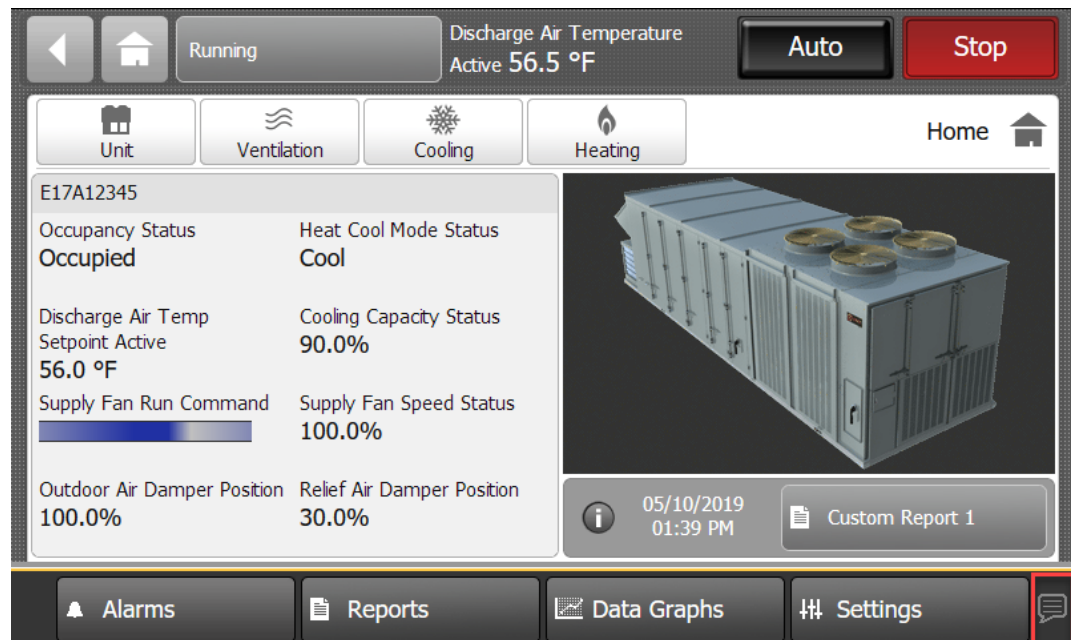 Running
Discharge Air Temperature
Active 56.5 °F
Auto
Stop
Unit
Ventilation
Cooling
Heating
Home
E17A12345
Occupancy Status
Occupied
Heat Cool Mode Status
Cool
Discharge Air Temp
Setpoint Active
56.0 °F
Cooling Capacity Status
90.0%
Supply Fan Run Command
Supply Fan Speed Status
100.0%
Outdoor Air Damper Position
100.0%
Relief Air Damper Position
30.0%
05/10/2019
01:39 PM
Custom Report 1
Alarms
Reports
Data Graphs
Settings